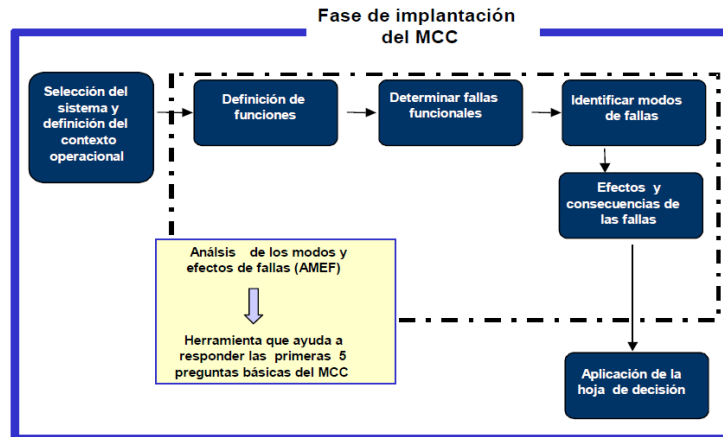 Fase de implantación
del MCC
Selección del
sistema y
definición del
contexto
operacional
Definición de
funciones
Determinar fallas
funcionales
Identificar modos
de fallas
Efectos y
consecuencias de
las fallas
Análsis de los modos y
efectos de fallas (AMEF)
Herramienta que ayuda a
responder las primeras 5
preguntas básicas del MCC
Aplicación de la
hoja de decisión